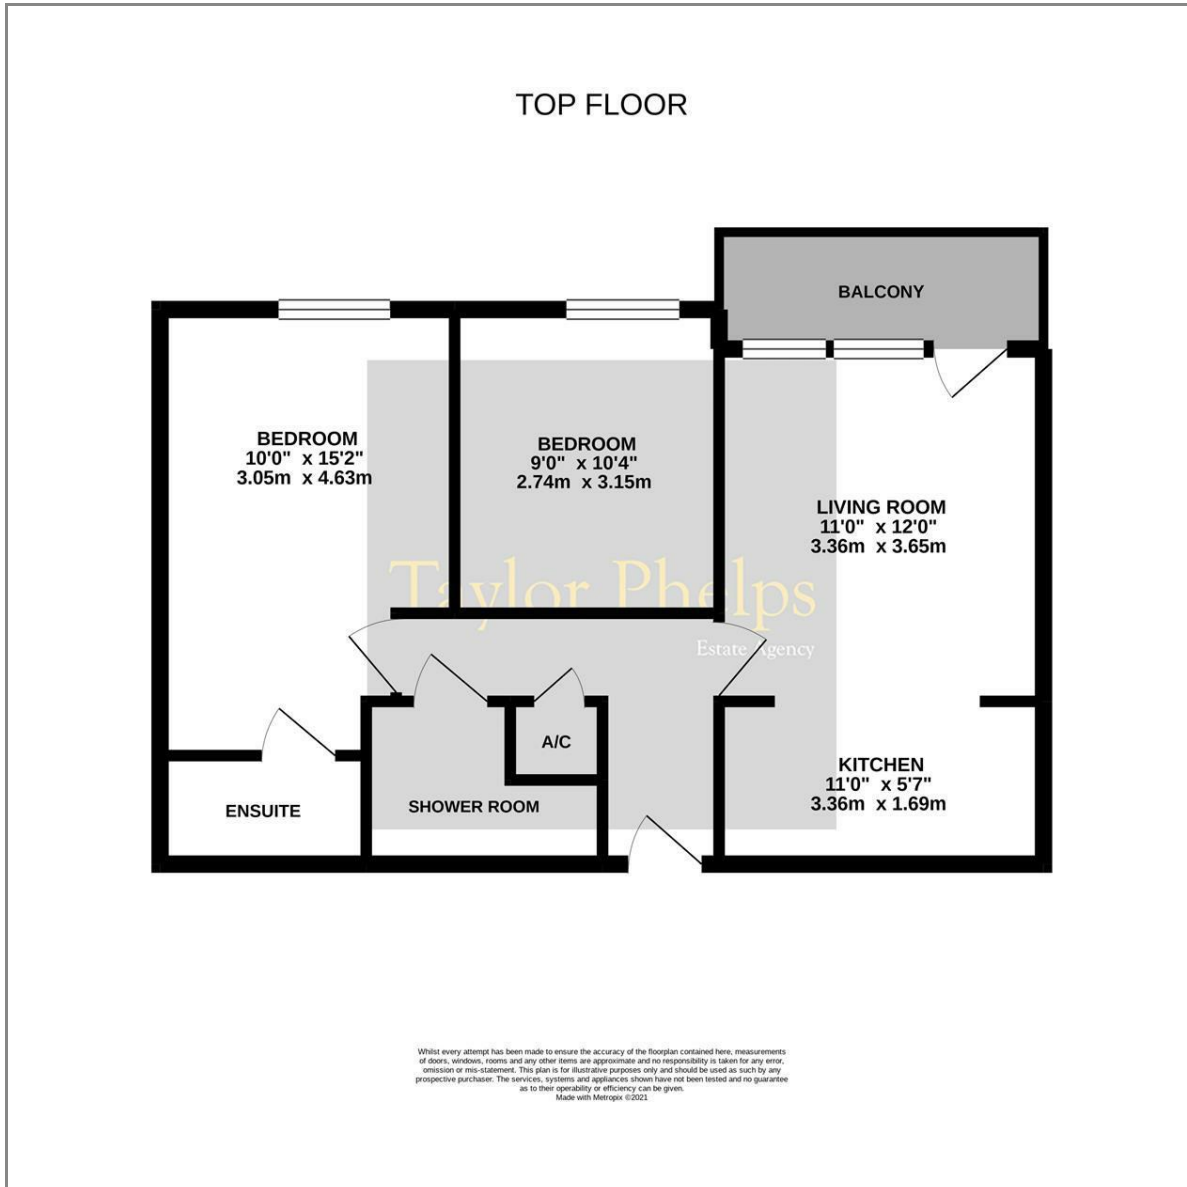 TOP FLOOR
BALCONY
BEDROOM
10'0" x 15'2"
3.05m x 4.63m
BEDROOM
9'0" x 10'4"
2.74m x 3.15m
LIVING ROOM
11'0" x 12'0"
3.36m x 3.65m
Taylor Phelps
Estate Agency
A/C
KITCHEN
11'0" x 5'7"
3.36m x 1.69m
ENSUITE
SHOWER ROOM
Whilst every attempt has been made to ensure the accuracy of the floorplan contained here, measurements
of doors, windows, rooms and any other items are approximate and no responsibility is taken for any error,
omission or mis-statement. This plan is for illustrative purposes only and should be used as such by any
prospective purchaser. The services, systems and appliances shown have not been tested and no guarantee
as to their operability or efficiency can be given.
Made with Metropix ©2021